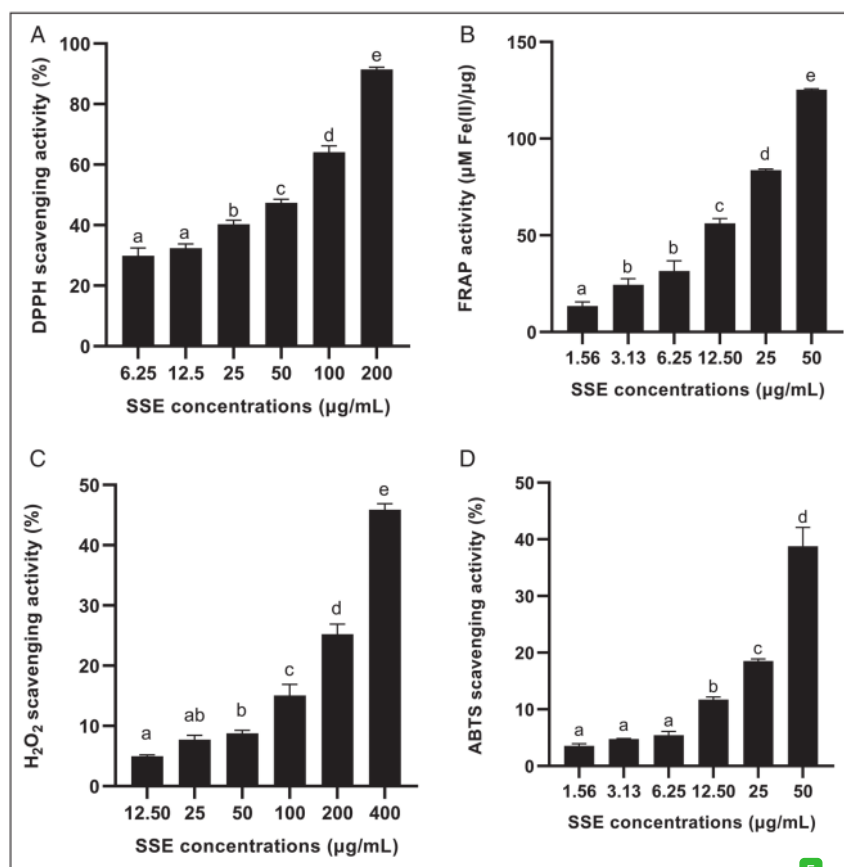 A
DPPH scavenging activity (%)
100
80
60
40
20
0
a
a
b
c
d
e
6.25 12.5 25 50 100 200
SSE concentrations (µg/mL)
B
FRAP activity (µM Fe(II)/µg)
150
100
50
0
a
b
b
c
d
e
1.56 3.13 6.25 12.50 25 50
SSE concentrations (µg/mL)
C
H₂O₂ scavenging activity (%)
50
40
30
20
10
0
a
ab
b
c
d
e
12.50 25 50 100 200 400
SSE concentrations (µg/mL)
D
ABTS scavenging activity (%)
50
40
30
20
10
0
a
a
a
b
c
d
1.56 3.13 6.25 12.50 25 50
SSE concentrations (µg/mL)